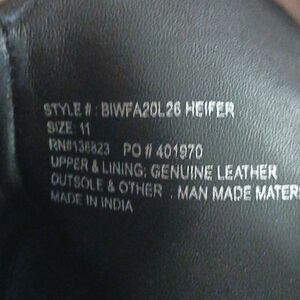 STYLE # : BIWFA20L26 HEIFER
SIZE: 11
RN#136823 PO # 401970
UPPER & LINING: GENUINE LEATHER
OUTSOLE & OTHER : MAN MADE MATER
MADE IN INDIA